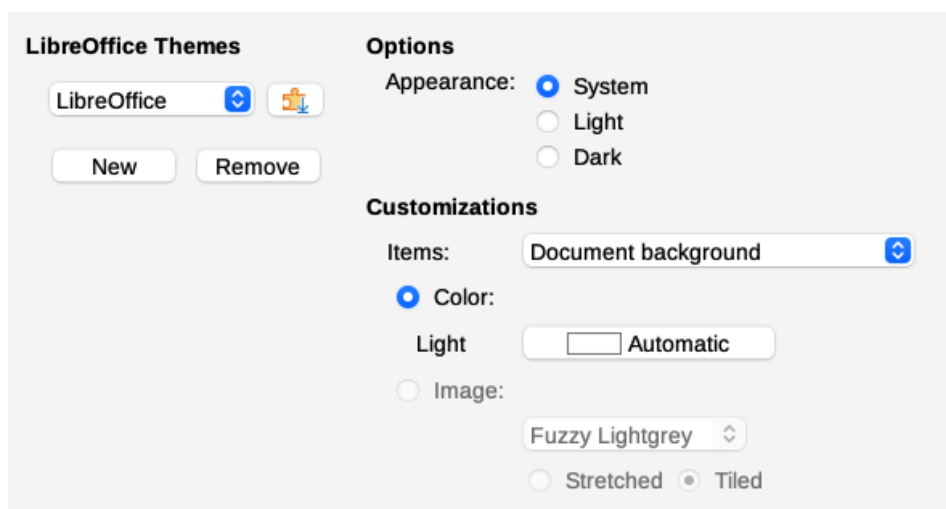 LibreOffice Themes
LibreOffice
New Remove
Options
Appearance: System
Light
Dark
Customizations
Items: Document background
Color:
Light Automatic
Image:
Fuzzy Lightgrey
Stretched Tiled